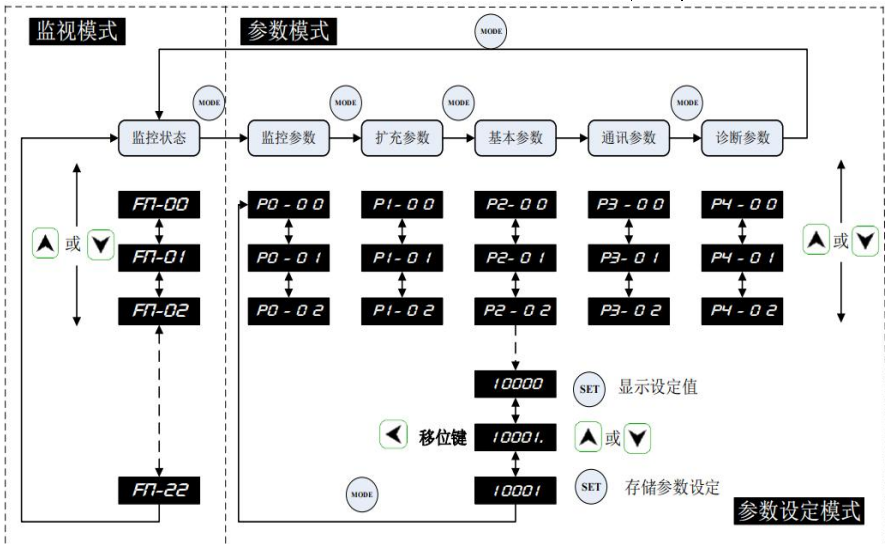 监视模式
参数模式
MODE
MODE
MODE
MODE
MODE
监控状态
监控参数
扩充参数
基本参数
通讯参数
诊断参数
FП-00
P0-00
P1-00
P2-00
P3-00
P4-00
或
FП-01
P0-01
P1-01
P2-01
P3-01
P4-01
或
FП-02
P0-02
P1-02
P2-02
P3-02
P4-02
10000
SET
显示设定值
移位键
10001.
或
FП-22
MODE
10001
SET
存储参数设定
参数设定模式